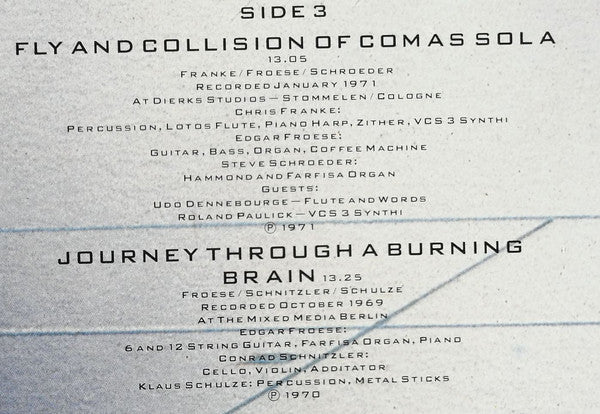 SIDE 3
FLY AND COLLISION OF COMAS SOLA
13.05
FRANKE/FROESE/SCHROEDER
RECORDED JANUARY 1971
AT DIERKS STUDIOS – STOMMELEN/COLOGNE
CHRIS FRANKE:
PERCUSSION, LOTOS FLUTE, PIANO HARP, ZITHER, VCS 3 SYNTHI
EDGAR FROESE:
GUITAR, BASS, ORGAN, COFFEE MACHINE
STEVE SCHROEDER:
HAMMOND AND FARFISA ORGAN
GUESTS:
UDO DENNEBOURGE – FLUTE AND WORDS
ROLAND PAULICK – VCS 3 SYNTHI
℗ 1971
JOURNEY THROUGH A BURNING
BRAIN 13.25
FROESE/SCHNITZLER/SCHULZE
RECORDED OCTOBER 1969
AT THE MIXED MEDIA BERLIN
EDGAR FROESE:
6 AND 12 STRING GUITAR, FARFISA ORGAN, PIANO
CONRAD SCHNITZLER:
CELLO, VIOLIN, ADDITATOR
KLAUS SCHULZE: PERCUSSION, METAL STICKS
℗ 1970